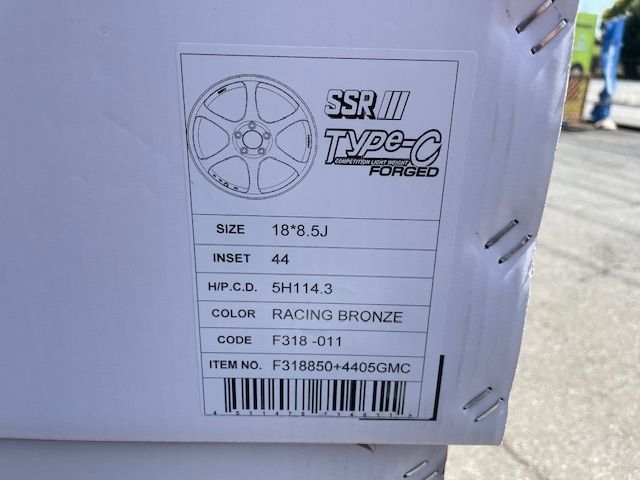 SSR
Type-C
COMPETITION LIGHT WEIGHT
FORGED
SIZE 18*8.5J
INSET 44
H/P.C.D. 5H114.3
COLOR RACING BRONZE
CODE F318 -011
ITEM NO. F318850+4405GMC